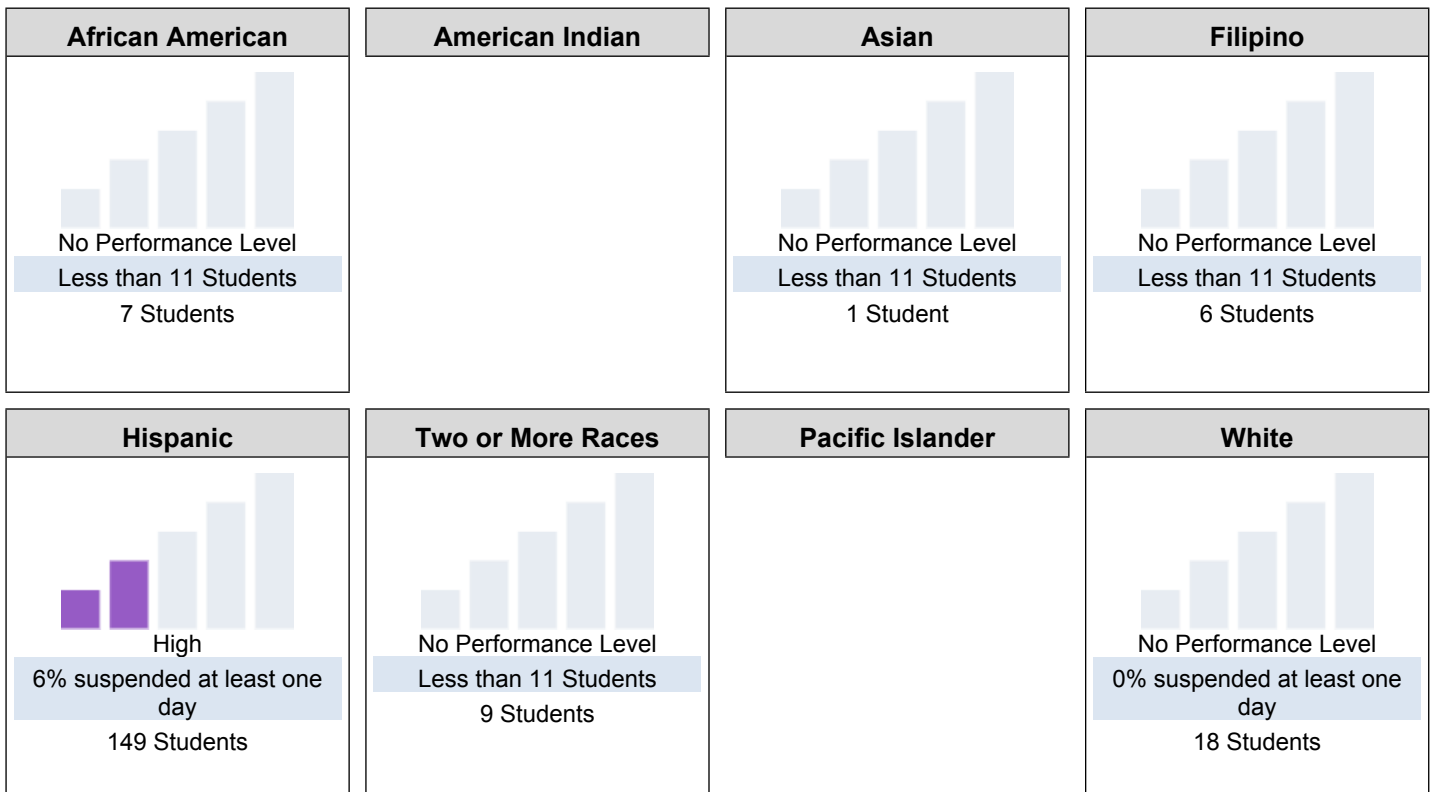 African American
American Indian
Asian
Filipino
No Performance Level
Less than 11 Students
7 Students
No Performance Level
Less than 11 Students
1 Student
No Performance Level
Less than 11 Students
6 Students
Hispanic
Two or More Races
Pacific Islander
White
High
6% suspended at least one
day
149 Students
No Performance Level
Less than 11 Students
9 Students
No Performance Level
0% suspended at least one
day
18 Students